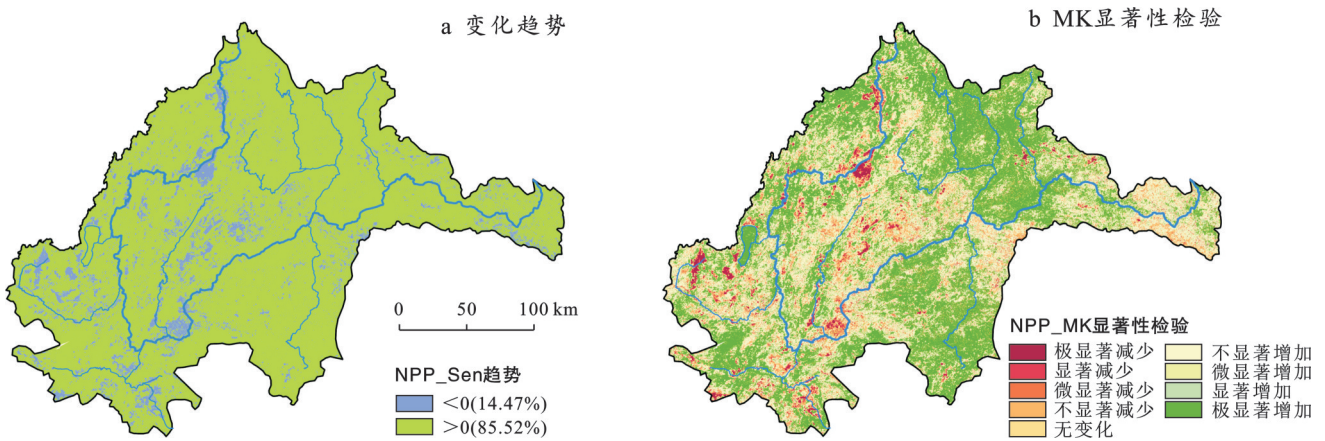 a 变化趋势
0 50 100 km
NPP_Sen趋势
<0(14.47%)
>0(85.52%)
b MK显著性检验
NPP_MK显著性检验
极显著减少
显著减少
微显著减少
不显著减少
无变化
不显著增加
微显著增加
显著增加
极显著增加